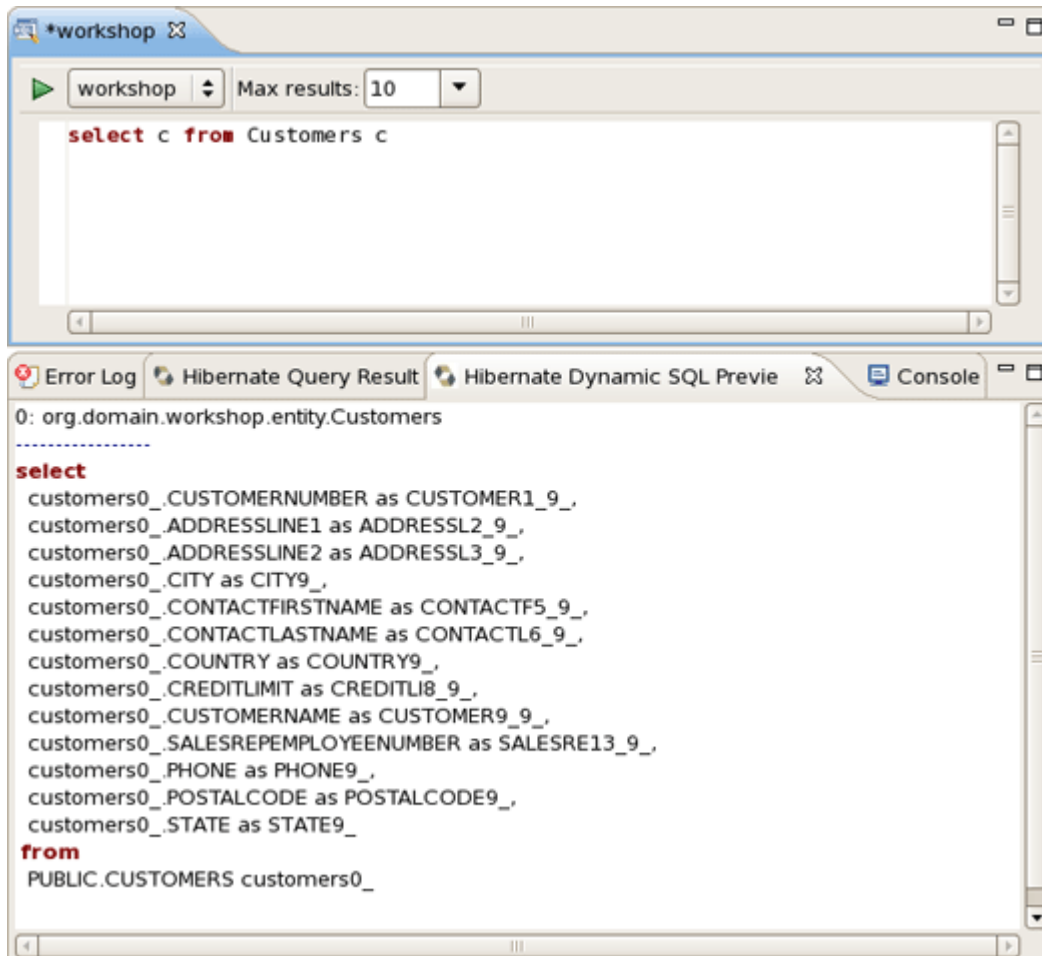 *workshop
workshop Max results: 10
select c from Customers c
Error Log Hibernate Query Result Hibernate Dynamic SQL Previe Console
0: org.domain.workshop.entity.Customers
-----------------
select
customers0_.CUSTOMERNUMBER as CUSTOMER1_9_,
customers0_.ADDRESSLINE1 as ADDRESSL2_9_,
customers0_.ADDRESSLINE2 as ADDRESSL3_9_,
customers0_.CITY as CITY9_,
customers0_.CONTACTFIRSTNAME as CONTACTF5_9_,
customers0_.CONTACTLASTNAME as CONTACTL6_9_,
customers0_.COUNTRY as COUNTRY9_,
customers0_.CREDITLIMIT as CREDITLI8_9_,
customers0_.CUSTOMERNAME as CUSTOMER9_9_,
customers0_.SALESREPEMPLOYEENUMBER as SALESRE13_9_,
customers0_.PHONE as PHONE9_,
customers0_.POSTALCODE as POSTALCODE9_,
customers0_.STATE as STATE9_
from
PUBLIC.CUSTOMERS customers0_